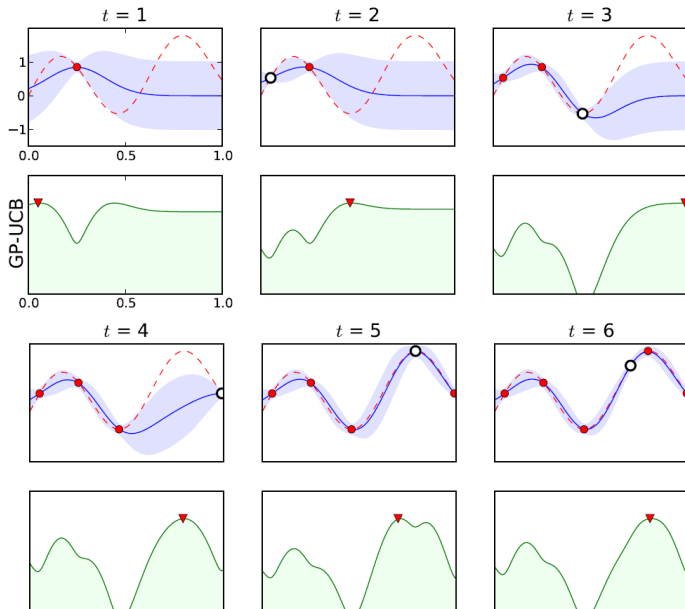 t = 1
t = 2
t = 3
1
0
−1
0.0
0.5
1.0
GP-UCB
0.0
0.5
1.0
t = 4
t = 5
t = 6